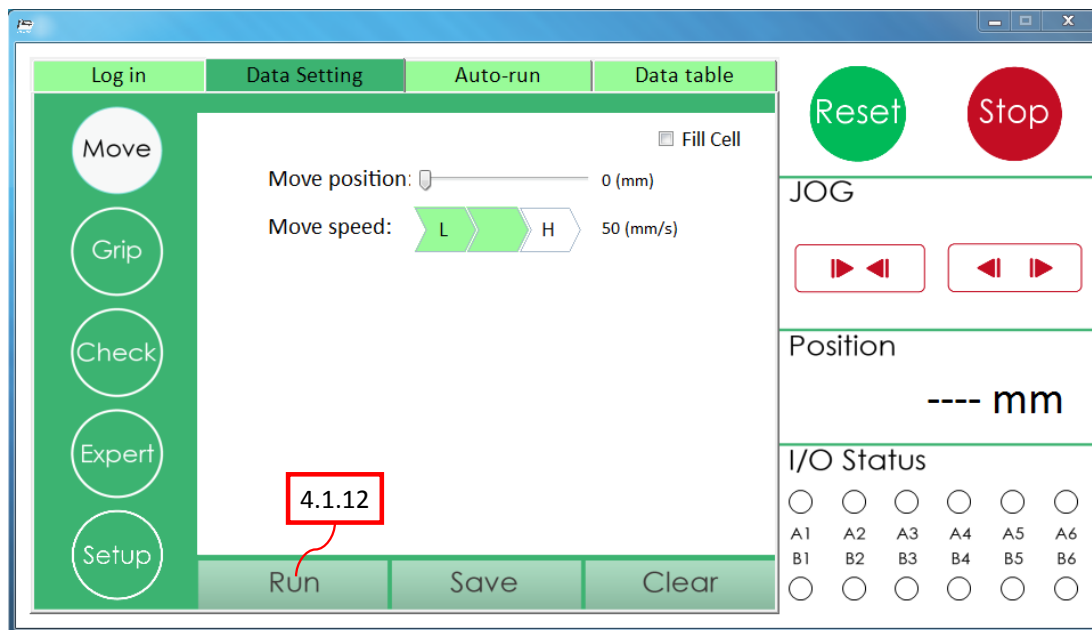 Log in
Data Setting
Auto-run
Data table
Move
Grip
Check
Expert
Setup
Fill Cell
Move position: 0 (mm)
Move speed: L H 50 (mm/s)
4.1.12
Run
Save
Clear
Reset
Stop
JOG
Position
---- mm
I/O Status
A1 A2 A3 A4 A5 A6
B1 B2 B3 B4 B5 B6